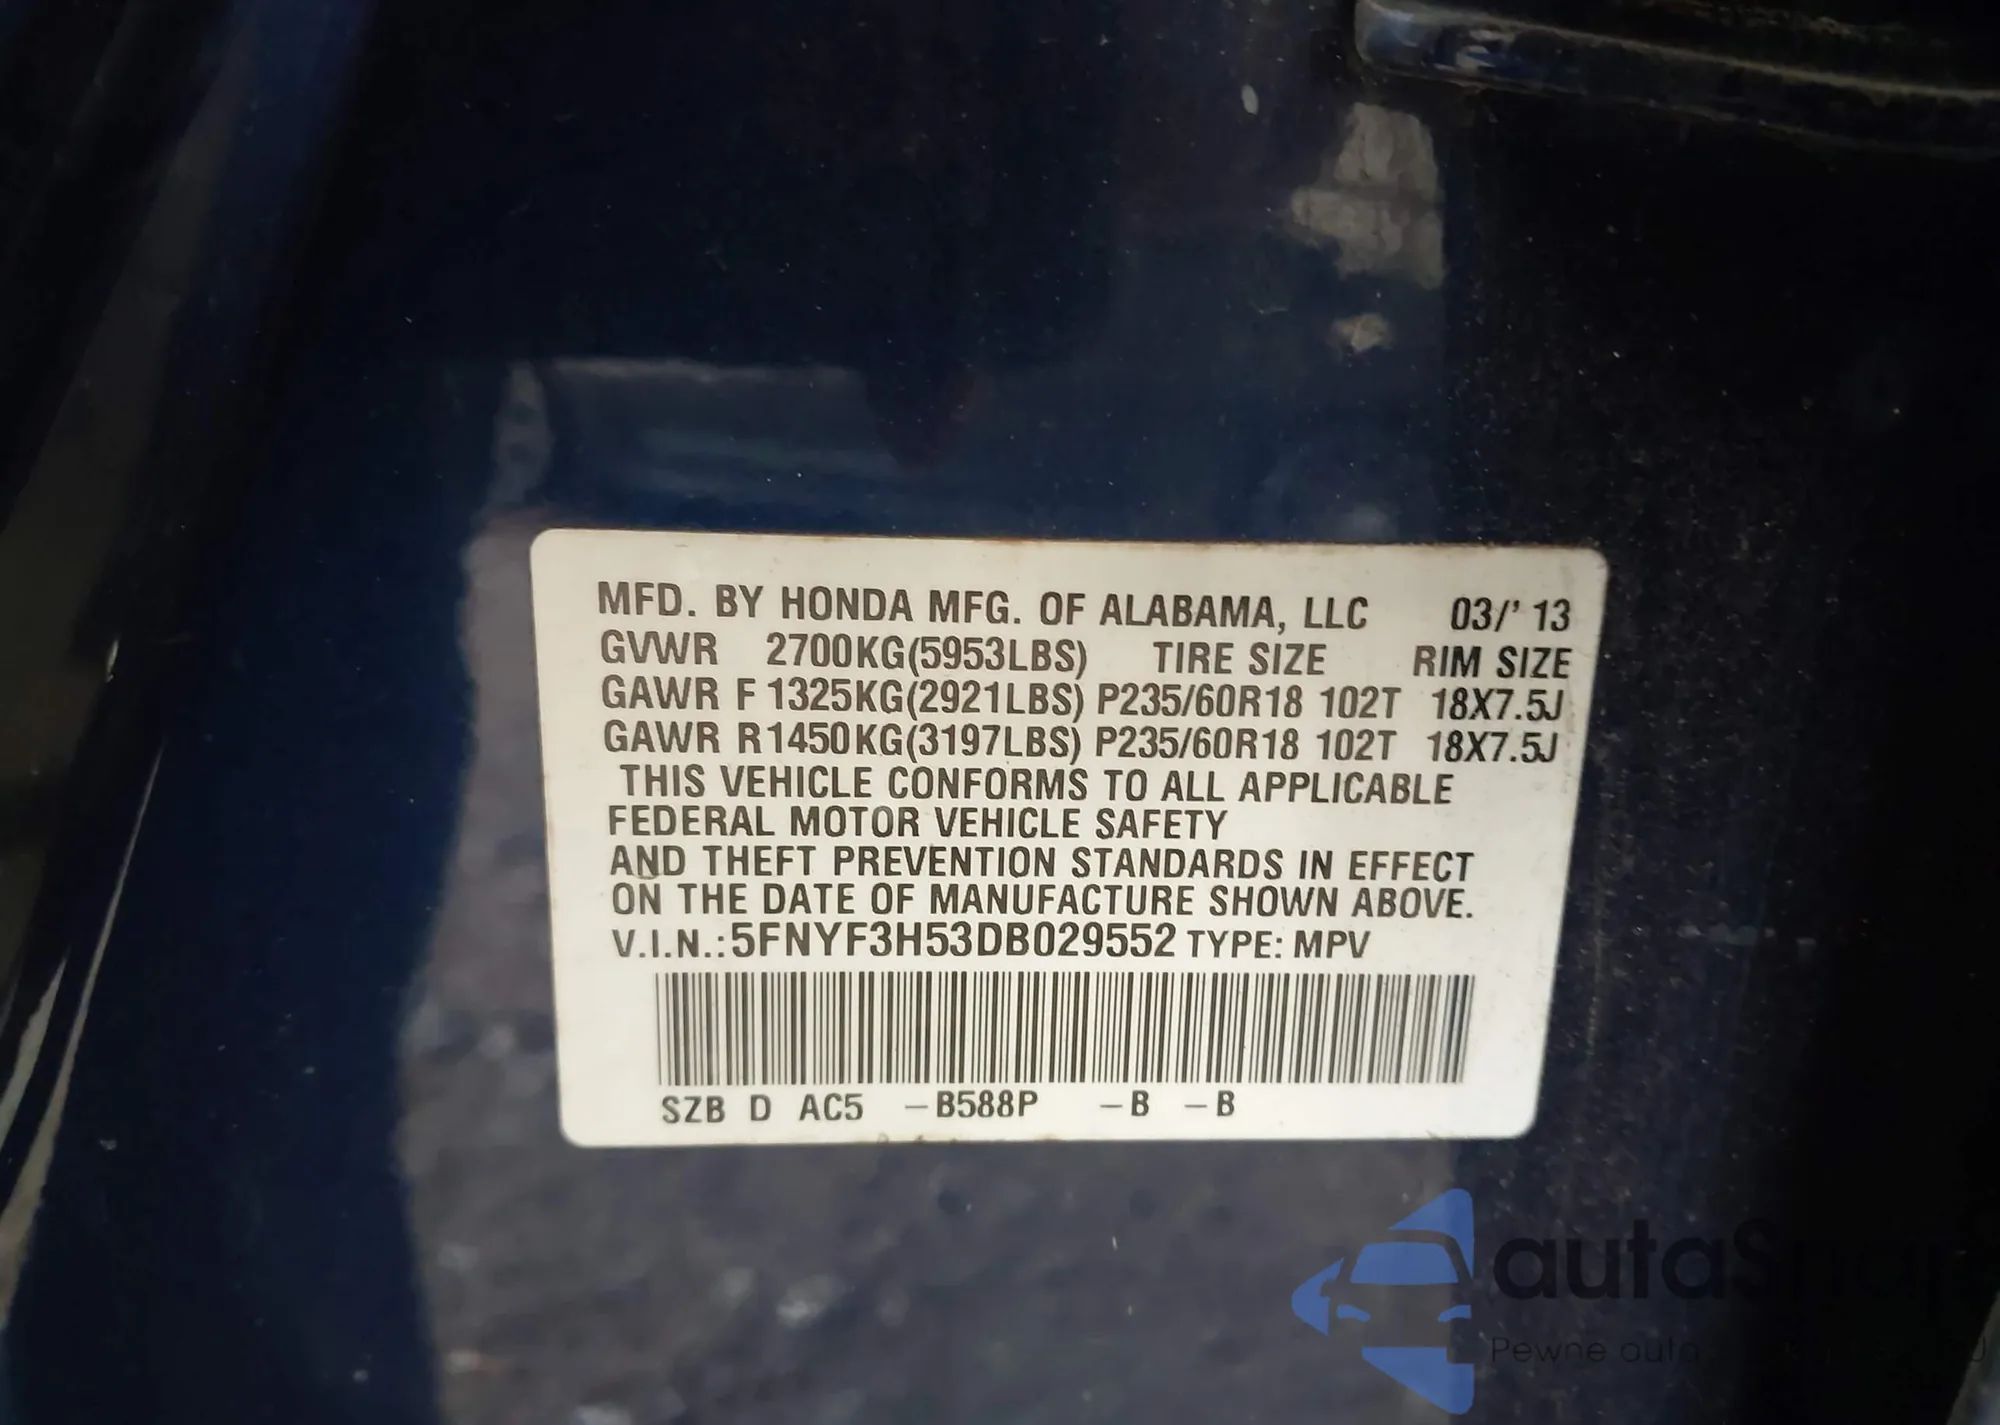 MFD. BY HONDA MFG. OF ALABAMA, LLC 03/' 13
GVWR 2700KG(5953LBS) TIRE SIZE RIM SIZE
GAWR F 1325KG(2921LBS) P235/60R18 102T 18X7.5J
GAWR R1450KG(3197LBS) P235/60R18 102T 18X7.5J
THIS VEHICLE CONFORMS TO ALL APPLICABLE
FEDERAL MOTOR VEHICLE SAFETY
AND THEFT PREVENTION STANDARDS IN EFFECT
ON THE DATE OF MANUFACTURE SHOWN ABOVE.
V.I.N.:5FNYF3H53DB029552 TYPE: MPV
SZB D AC5 –B588P –B –B
Pewne auta